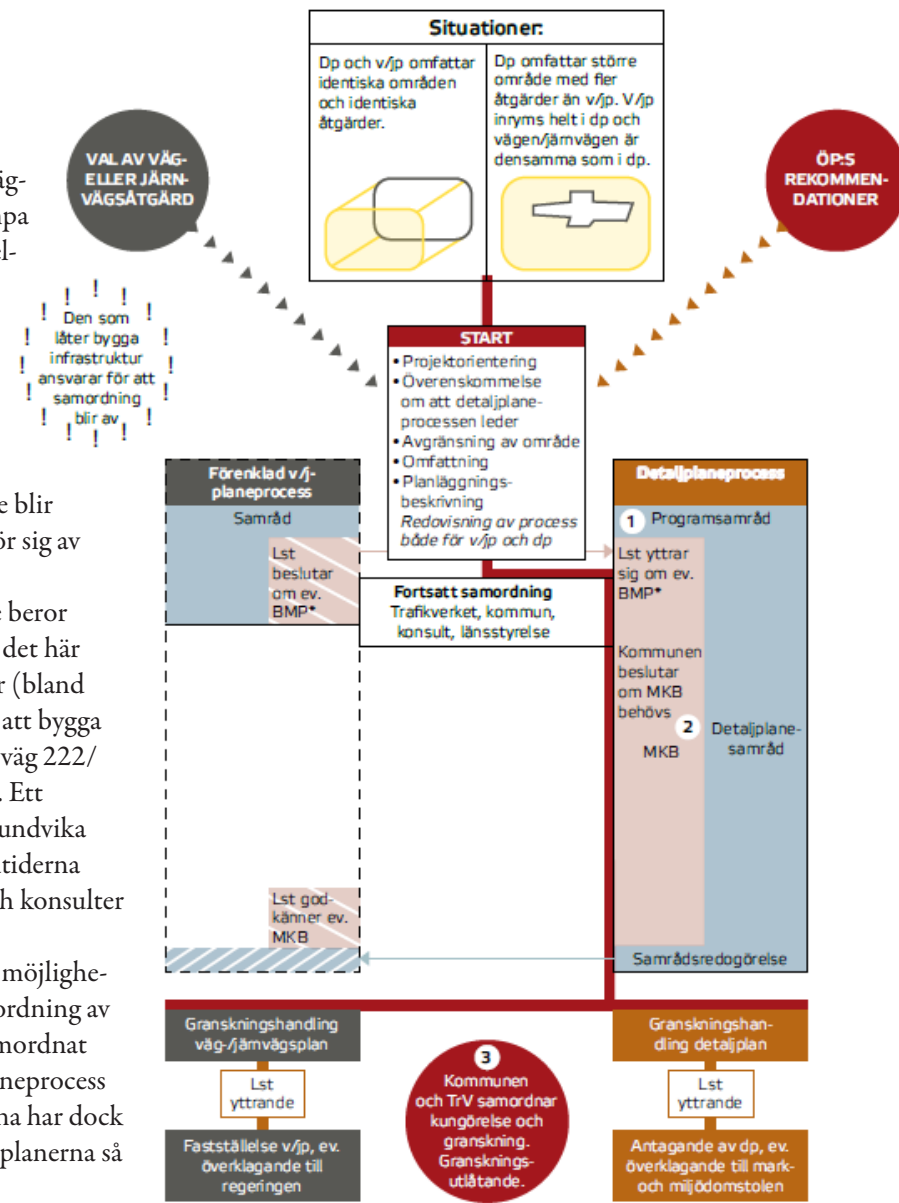 Situationer:
Dp och v/jp omfattar
identiska områden
och identiska
åtgärder.
Dp omfattar större
område med fler
åtgärder än v/jp. V/jp
inryms helt i dp och
vägen/järnvägen är
densamma som i dp.
VAL AV VÄG-
ELLER JÄRN-
VÄGSÅTGÄRD
ÖP:S
REKOMMEN-
DATIONER
! Den som !
låter bygga
infrastruktur
ansvarar för att
samordning
blir av
START
• Projektorientering
• Överenskommelse
om att detaljplane-
processen leder
• Avgränsning av område
• Omfattning
• Planläggnings-
beskrivning
Redovisning av process
både för v/jp och dp
Fortsatt samordning
Trafikverket, kommun,
konsult, länsstyrelse
Förenklad v/j-
planeprocess
Samråd
Lst
beslutar
om ev.
BMP*
Lst god-
känner ev.
MKB
Detaljplaneprocess
1 Programsamråd
Lst yttrar
sig om ev.
BMP*
Kommunen
beslutar
om MKB
behövs
2
MKB
Detaljplane-
samråd
Samrådsredogörelse
Granskningshandling
väg-/järnvägsplan
Lst
yttrande
Fastställelse v/jp, ev.
överklagande till
regeringen
3
Kommunen
och TrV samordnar
kungörelse och
granskning.
Gransknings-
utlåtande.
Granskningshan-
dling detaljplan
Lst
yttrande
Antagande av dp, ev.
överklagande till mark-
och miljödomstolen
äg-
npa
el-
e blir
ör sig av
e beror
det här
r (bland
att bygga
väg 222/
. Ett
undvika
tiderna
h konsulter
möjlighe-
ordning av
mordnat
neprocess
na har dock
planerna så